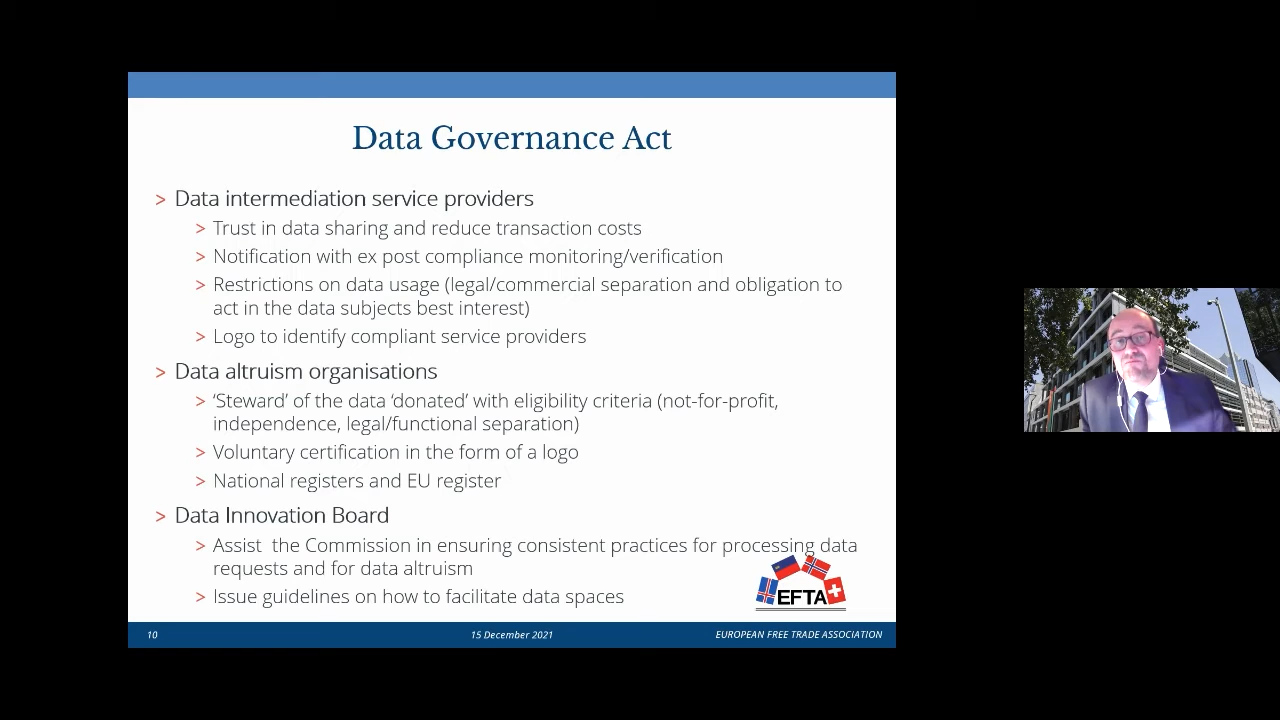 Data Governance Act
> Data intermediation service providers
> Trust in data sharing and reduce transaction costs
> Notification with ex post compliance monitoring/verification
> Restrictions on data usage (legal/commercial separation and obligation to
act in the data subjects best interest)
> Logo to identify compliant service providers
> Data altruism organisations
> ‘Steward’ of the data ‘donated’ with eligibility criteria (not-for-profit,
independence, legal/functional separation)
> Voluntary certification in the form of a logo
> National registers and EU register
> Data Innovation Board
> Assist  the Commission in ensuring consistent practices for processing data
requests and for data altruism
> Issue guidelines on how to facilitate data spaces
EFTA
10
15 December 2021
EUROPEAN FREE TRADE ASSOCIATION